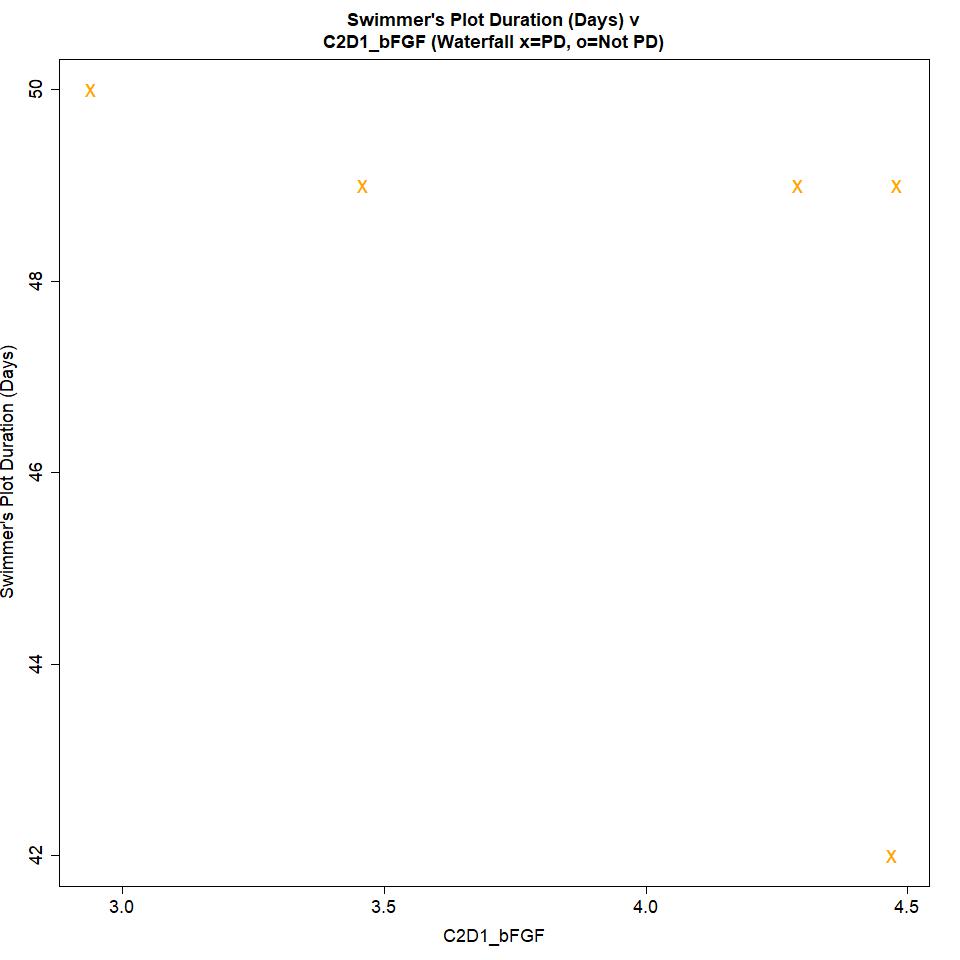 Swimmer's Plot Duration (Days) v
C2D1_bFGF (Waterfall x=PD, o=Not PD)
Swimmer's Plot Duration (Days)
50
48
46
44
42
X
X
X
X
X
3.0
3.5
4.0
4.5
C2D1_bFGF